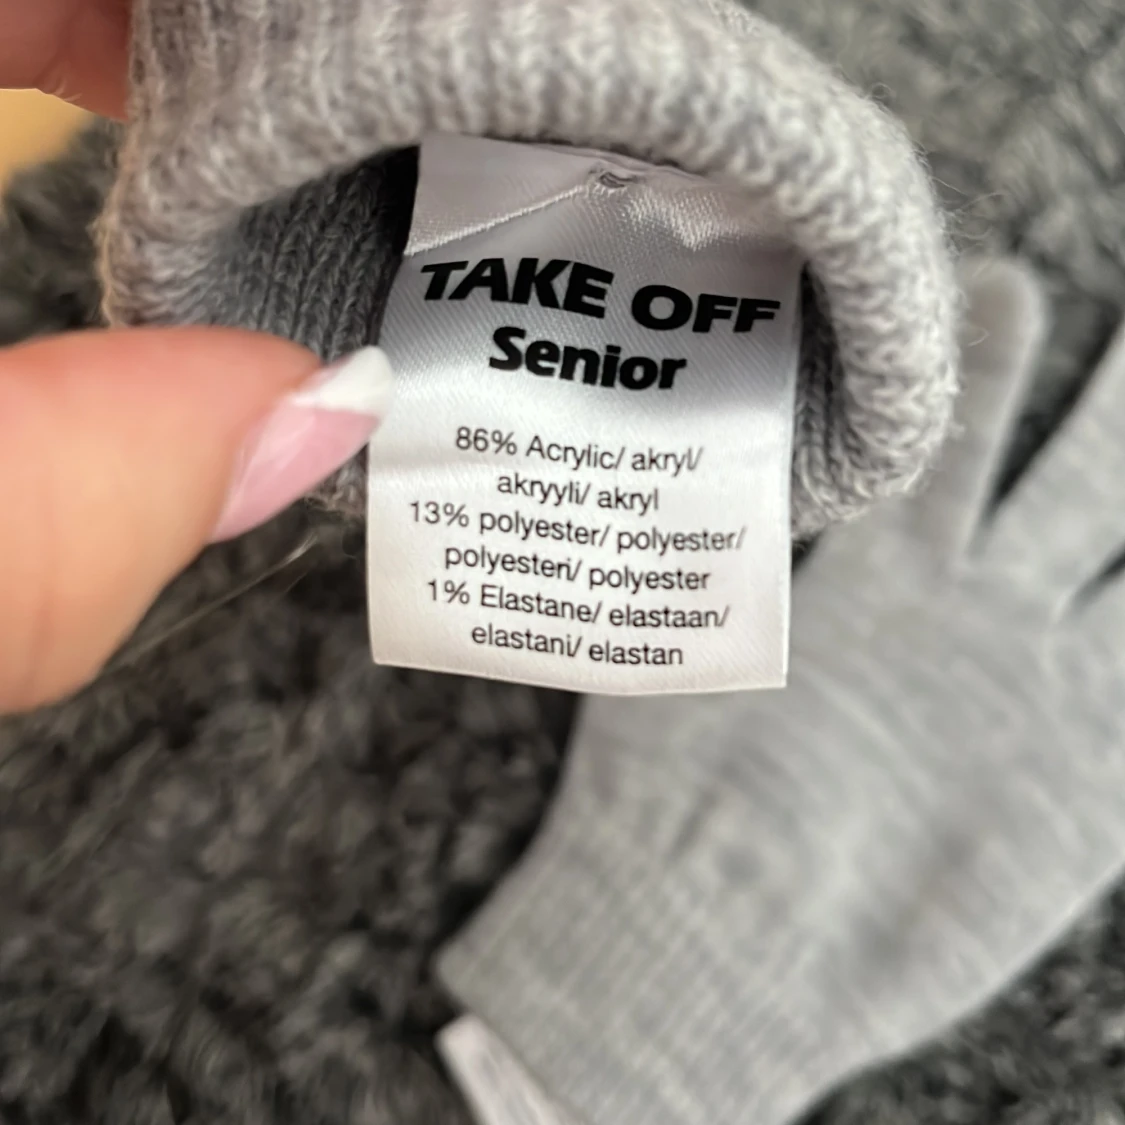 TAKE OFF
Senior
86% Acrylic/ akryl/
akryyli/ akryl
13% polyester/ polyester/
polyesteri/ polyester
1% Elastane/ elastaan/
elastani/ elastan